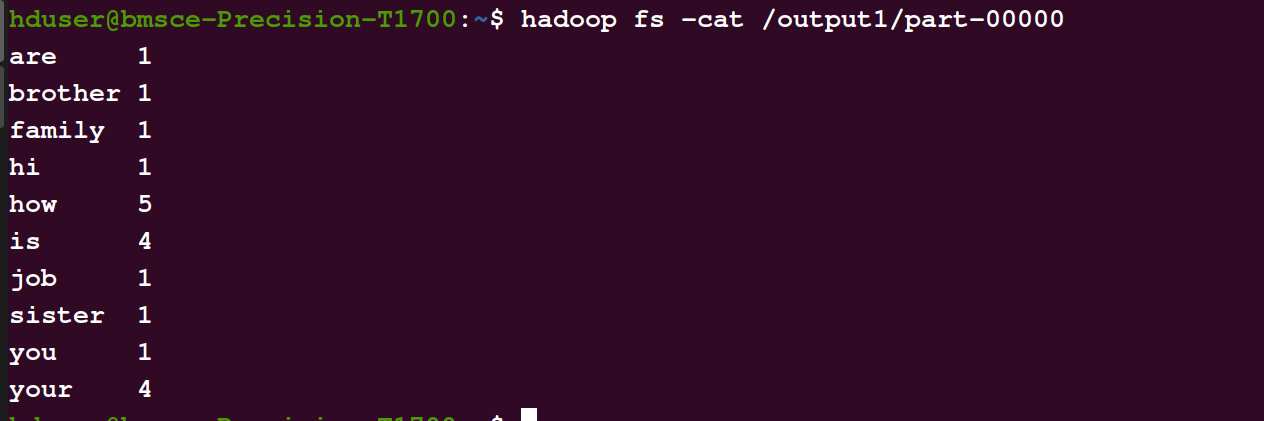 hduser@bmsce-Precision-T1700:~$ hadoop fs -cat /output1/part-00000
are 1
brother 1
family 1
hi 1
how 5
is 4
job 1
sister 1
you 1
your 4